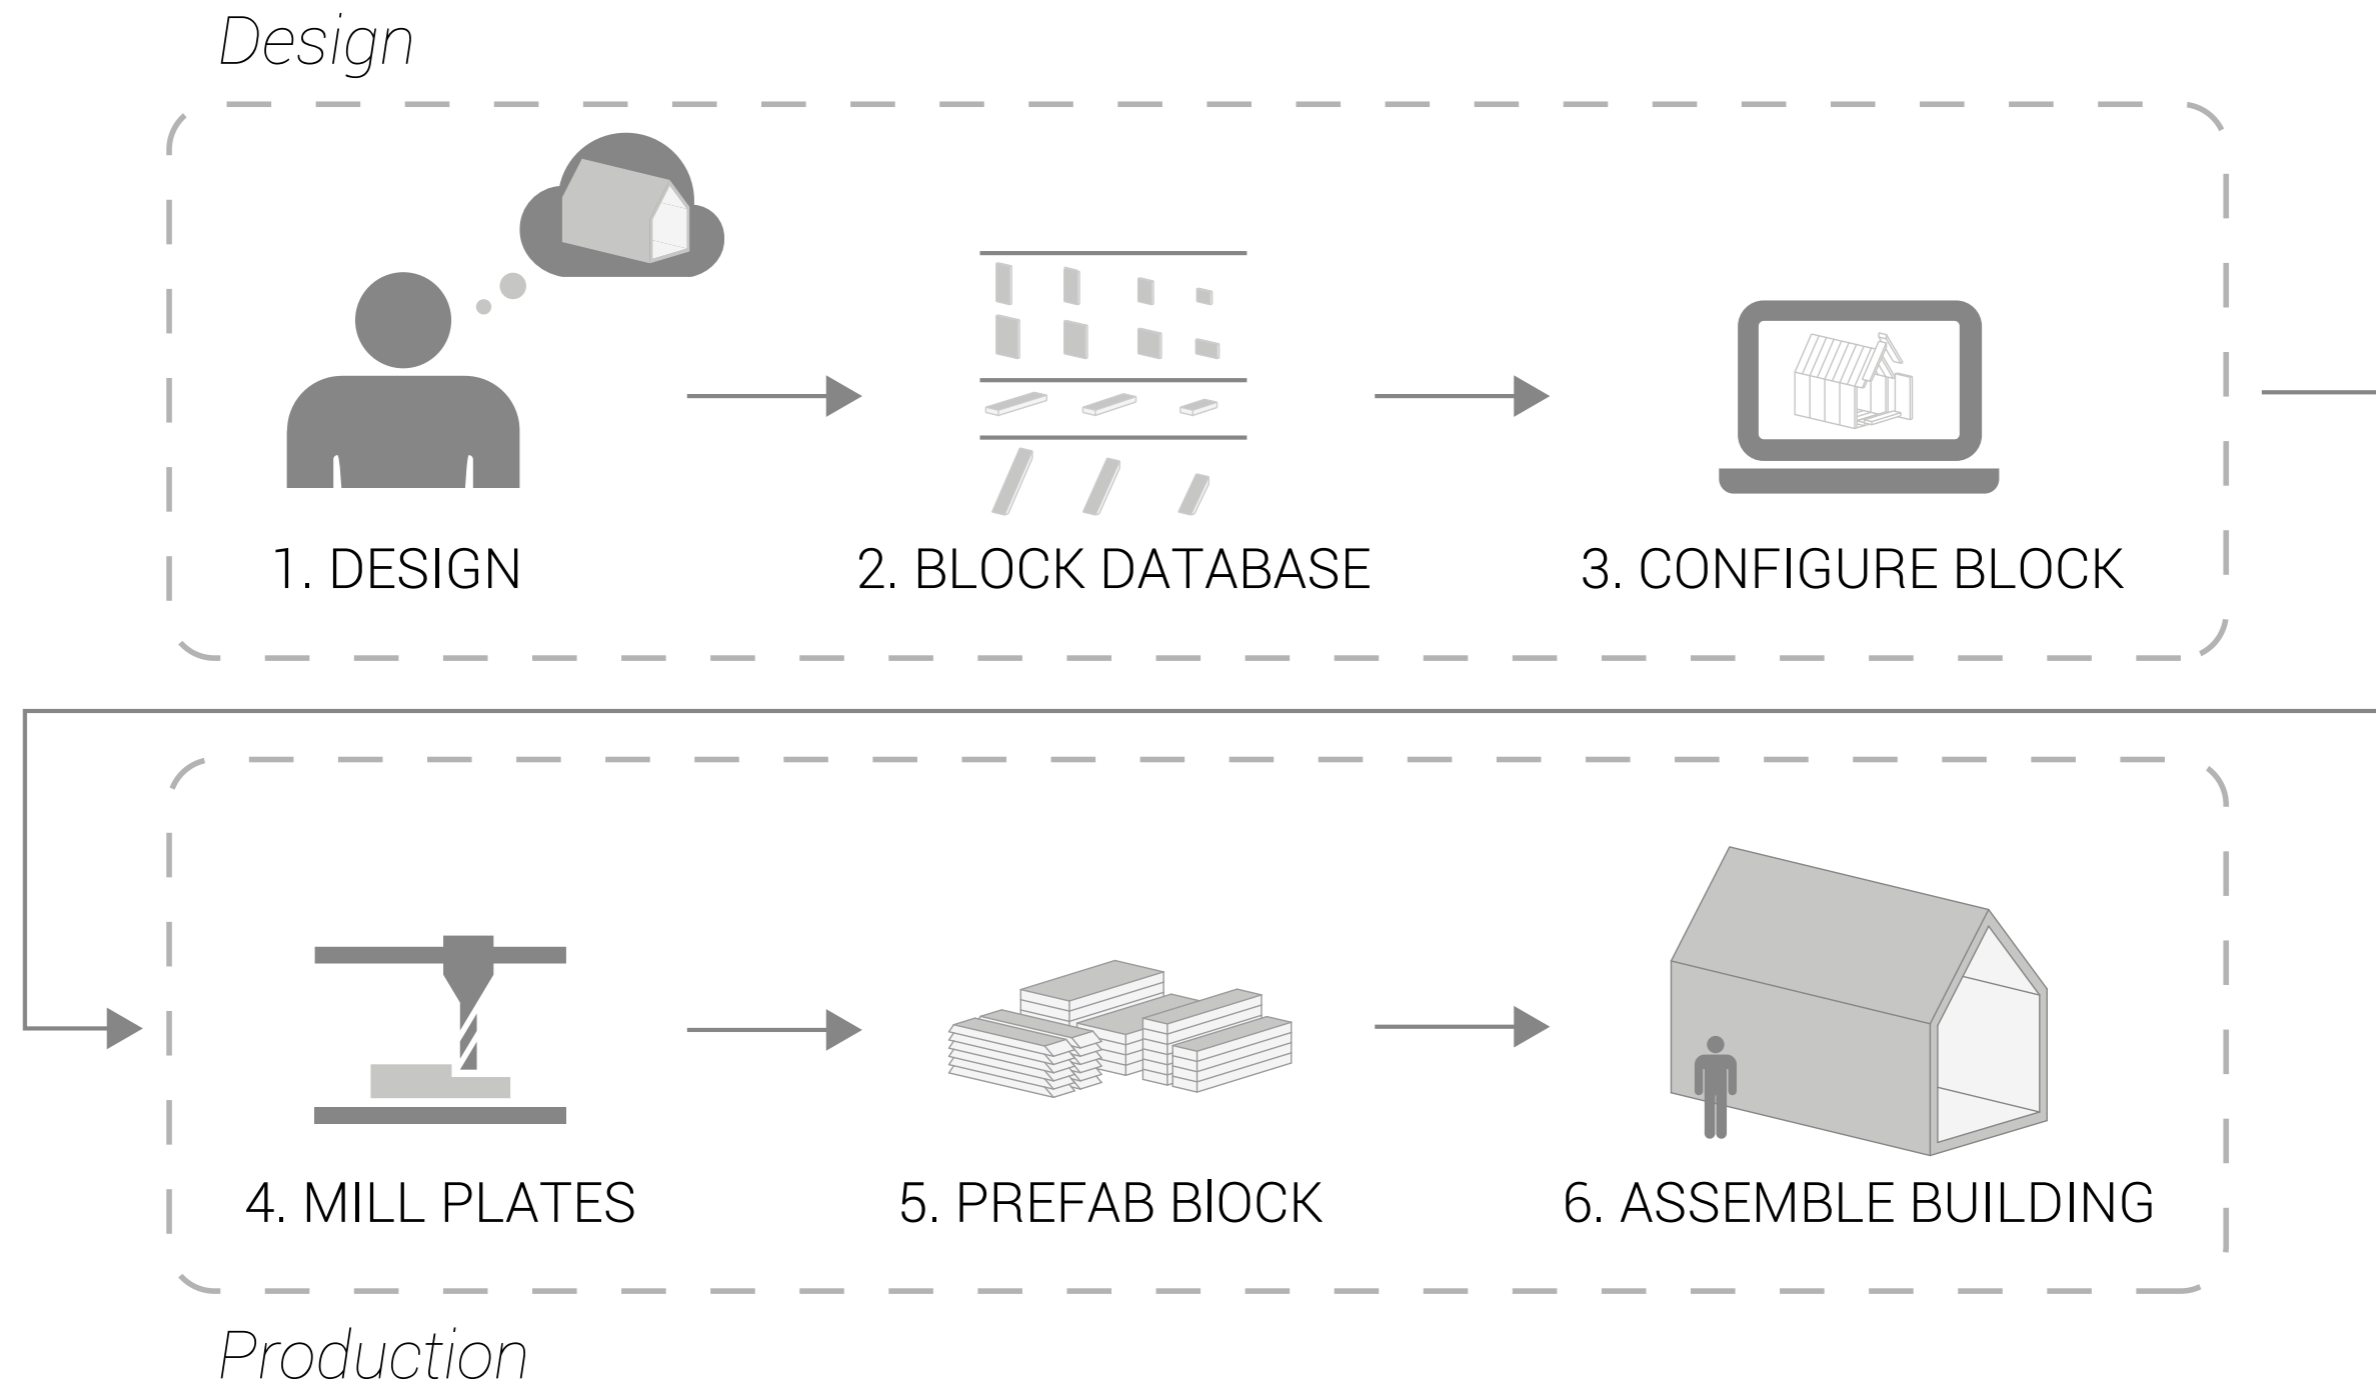 Design
1. DESIGN
2. BLOCK DATABASE
3. CONFIGURE BLOCK
4. MILL PLATES
5. PREFAB BlOCK
6. ASSEMBLE BUILDING
Production